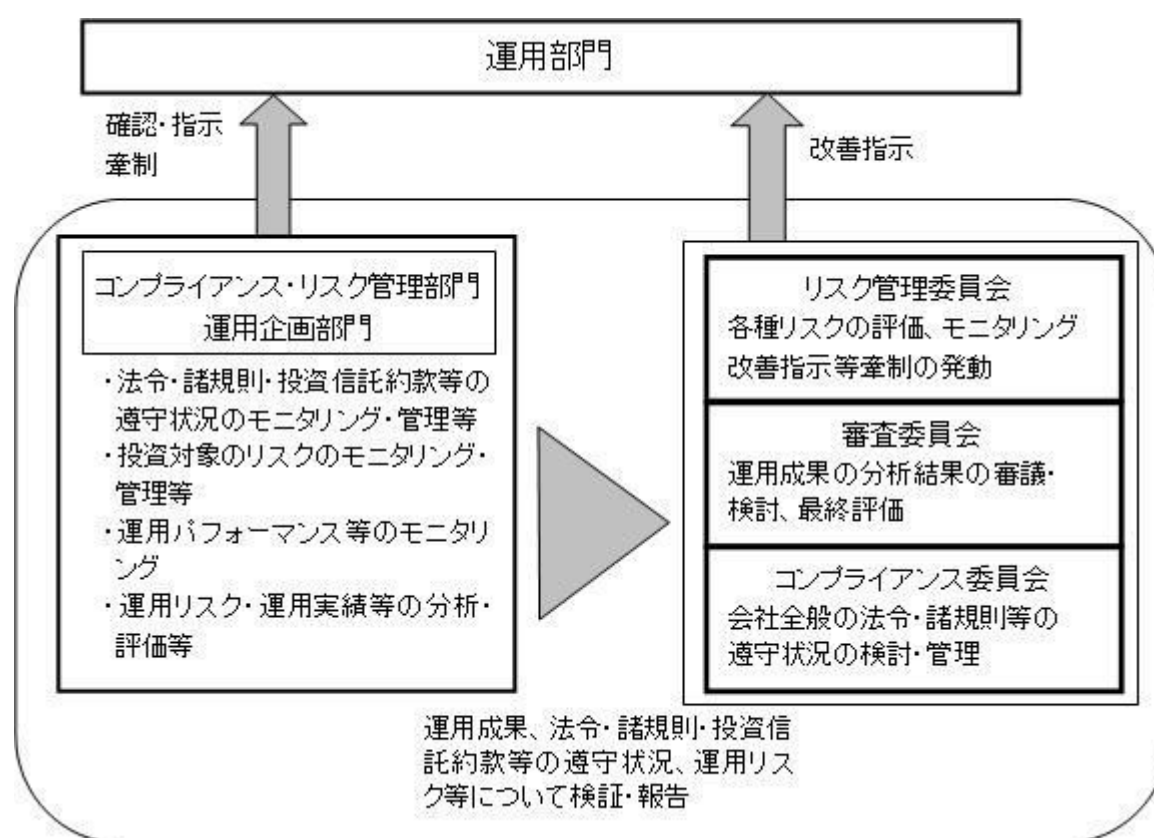 運用部門
確認・指示
牽制
改善指示
コンプライアンス・リスク管理部門
運用企画部門
・法令・諸規則・投資信託約款等の
遵守状況のモニタリング・管理等
・投資対象のリスクのモニタリング・
管理等
・運用パフォーマンス等のモニタリ
ング
・運用リスク・運用実績等の分析・
評価等
リスク管理委員会
各種リスクの評価、モニタリング
改善指示等牽制の発動
審査委員会
運用成果の分析結果の審議・
検討、最終評価
コンプライアンス委員会
会社全般の法令・諸規則等の
遵守状況の検討・管理
運用成果、法令・諸規則・投資信
託約款等の遵守状況、運用リス
ク等について検証・報告